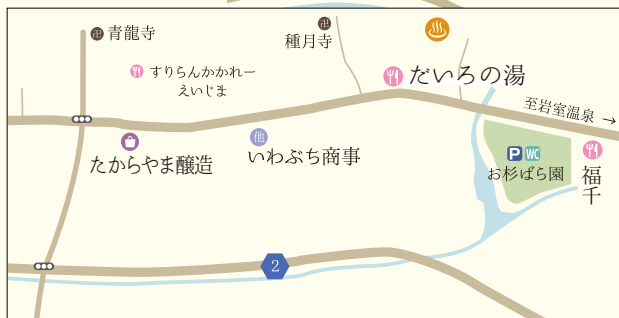 青龍寺
種月寺
すりらんかかれー
えいじま
だいろの湯
至岩室温泉 →
たからやま醸造
他
いわぶち商事
P WC
お杉ばら園
福千
2